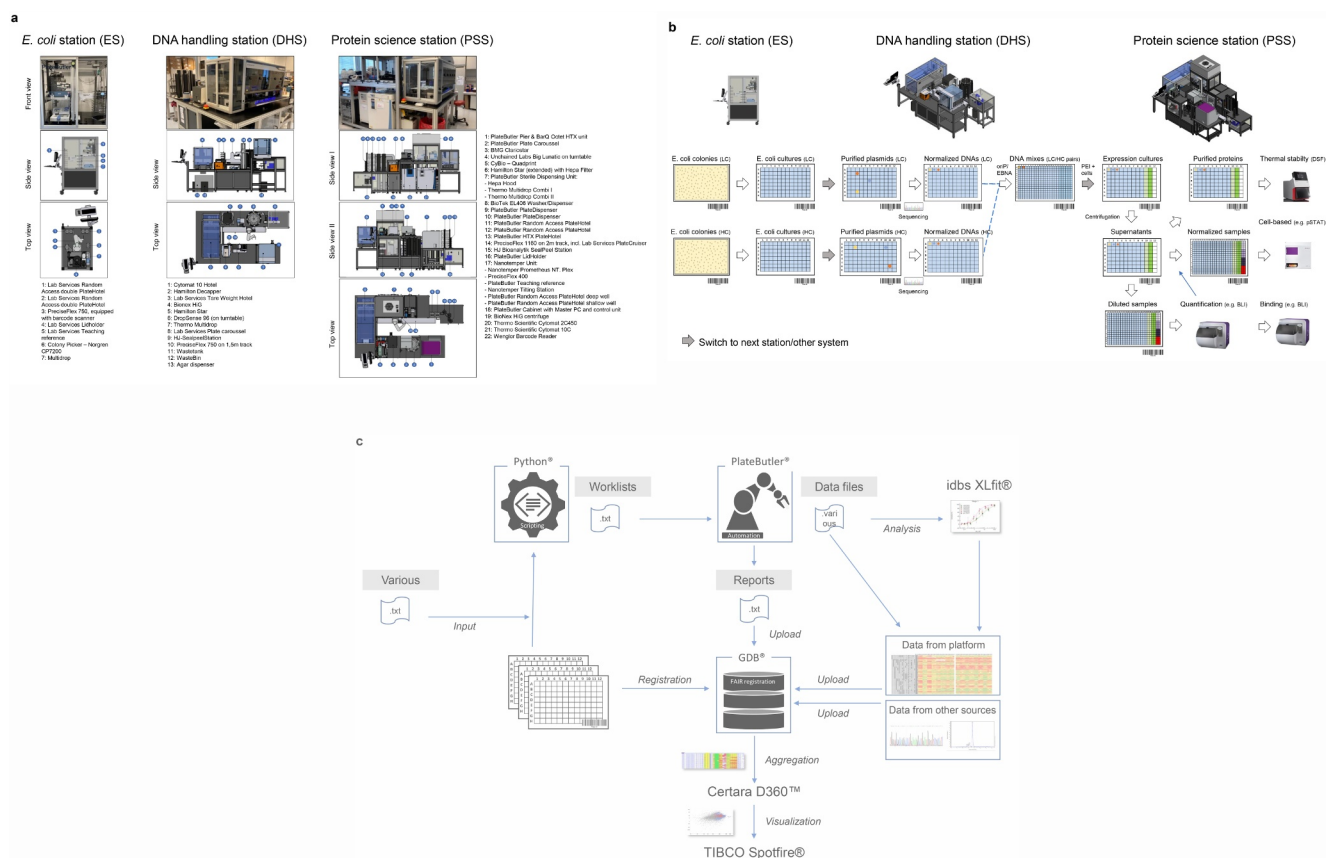 a
E. coli station (ES)
DNA handling station (DHS)
Protein science station (PSS)
Front view
Side view
Top view
Side view
Top view
Side view I
Side view II
Top view
1: Lab Services Random
Access double PlateHotel
2: Lab Services Random
Access double PlateHotel
3: PreciseFlex 750, equipped
with barcode scanner
4: Lab Services Lidholder
5: Lab Services Teaching
reference
6: Colony Picker – Norgren
CP7200
7: Multidrop
1: Cytomat 10 Hotel
2: Hamilton Decapper
3: Lab Services Tare Weight Hotel
4: Bionex HiG
5: Hamilton Star
6: DropSense 96 (on turntable)
7: Thermo Multidrop
8: Lab Services Plate carousel
9: HJ-SealpeelStation
10: PreciseFlex 750 on 1,5m track
11: Wastetank
12: WasteBin
13: Agar dispenser
1: PlateButler Pier & BarQ Octet HTX unit
2: PlateButler Plate Caroussel
3: BMG Clariostar
4: Unchained Labs Big Lunatic on turntable
5: CyBio – Quadprint
6: Hamilton Star (extended) with Hepa Filter
7: PlateButler Sterile Dispensing Unit:
- Hepa Hood
- Thermo Multidrop Combi I
- Thermo Multidrop Combi II
8: BioTek EL406 Washer/Dispenser
9: PlateButler PlateDispenser
10: PlateButler PlateDispenser
11: PlateButler Random Access PlateHotel
12: PlateButler Random Access PlateHotel
13: PlateButler HTX PlateHotel
14: PreciseFlex 1160 on 2m track, incl. Lab Services PlateCruiser
15: HJ Bioanalytik SealPeel Station
16: PlateButler LidHolder
17: Nanotemper Unit:
- Nanotemper Prometheus NT. Plex
- PreciseFlex 400
- PlateButler Teaching reference
- Nanotemper Tilting Station
- PlateButler Random Access PlateHotel deep well
- PlateButler Random Access PlateHotel shallow well
18: PlateButler Cabinet with Master PC and control unit
19: BioNex HiG centrifuge
20: Thermo Scientific Cytomat 2C450
21: Thermo Scientific Cytomat 10C
22: Wenglor Barcode Reader
b
E. coli station (ES)
DNA handling station (DHS)
Protein science station (PSS)
E. coli colonies (LC)
E. coli cultures (LC)
Purified plasmids (LC)
Normalized DNAs (LC)
oriP/
EBNA
DNA mixes (LC/HC pairs)
PEI +
cells
Expression cultures
Purified proteins
Thermal stability (DSF)
Sequencing
Centrifugation
Cell-based (e.g. pSTAT)
E. coli colonies (HC)
E. coli cultures (HC)
Purified plasmids (HC)
Normalized DNAs (HC)
Supernatants
Normalized samples
Sequencing
Diluted samples
Quantification (e.g. BLI)
Binding (e.g. BLI)
Switch to next station/other system
c
Python®
PlateButler®
Worklists
Data files
idbs XLfit®
.txt
.vari
ous
Scripting
Automation
Analysis
Various
Reports
.txt
.txt
Input
Upload
GDB®
Data from platform
FAIR registration
Registration
Upload
Upload
Data from other sources
Aggregation
Certara D360™
Visualization
TIBCO Spotfire®